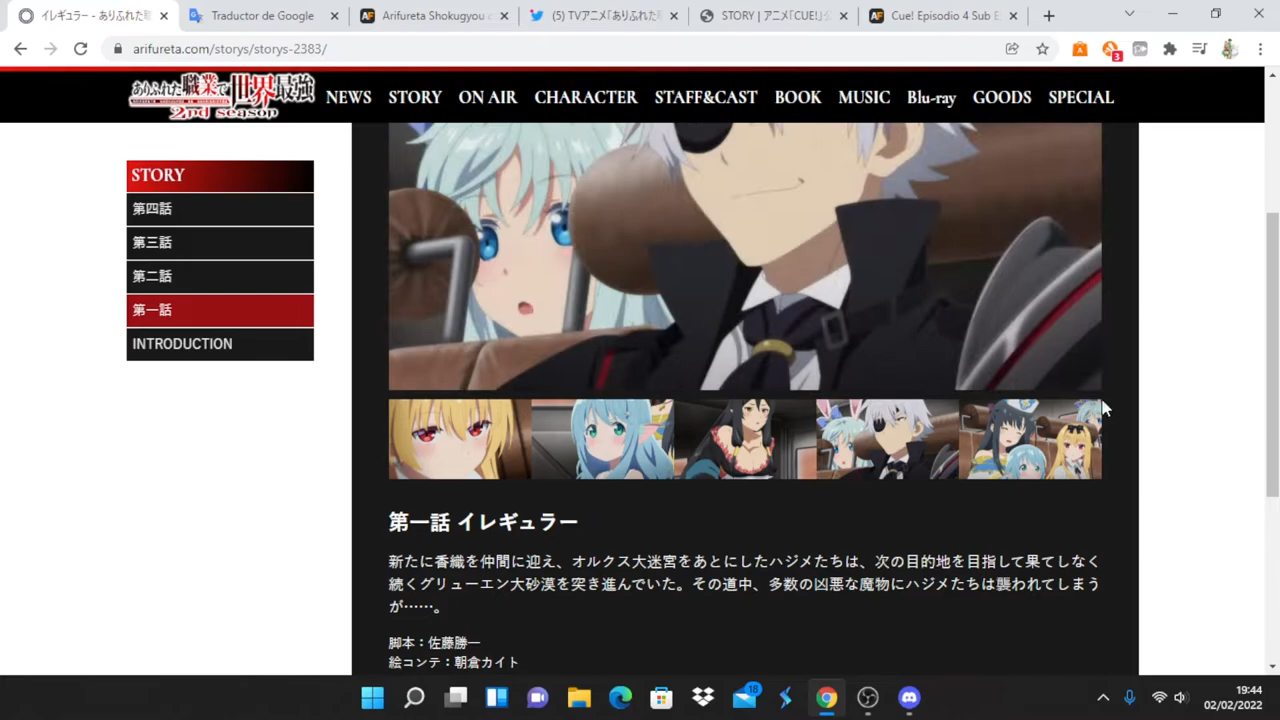 イレギュラー - ありふれた職
Traductor de Google
Arifureta Shokugyou
(5) TVアニメ「ありふれた職
STORY | アニメ「CUE!」公
Cue! Episodio 4 Sub E
arifureta.com/storys/storys-2383/
3
ありふれた職業で世界最強
2nd season
NEWS STORY ON AIR CHARACTER STAFF&CAST BOOK MUSIC Blu-ray GOODS SPECIAL
STORY
第四話
第三話
第二話
第一話
INTRODUCTION
第一話 イレギュラー
新たに香織を仲間に迎え、オルクス大迷宮をあとにしたハジメたちは、次の目的地を目指して果てしなく
続くグリューエン大砂漠を突き進んでいた。その道中、多数の凶悪な魔物にハジメたちは襲われてしまう
が……。
脚本：佐藤勝一
絵コンテ：朝倉カイト
18
19:44
02/02/2022